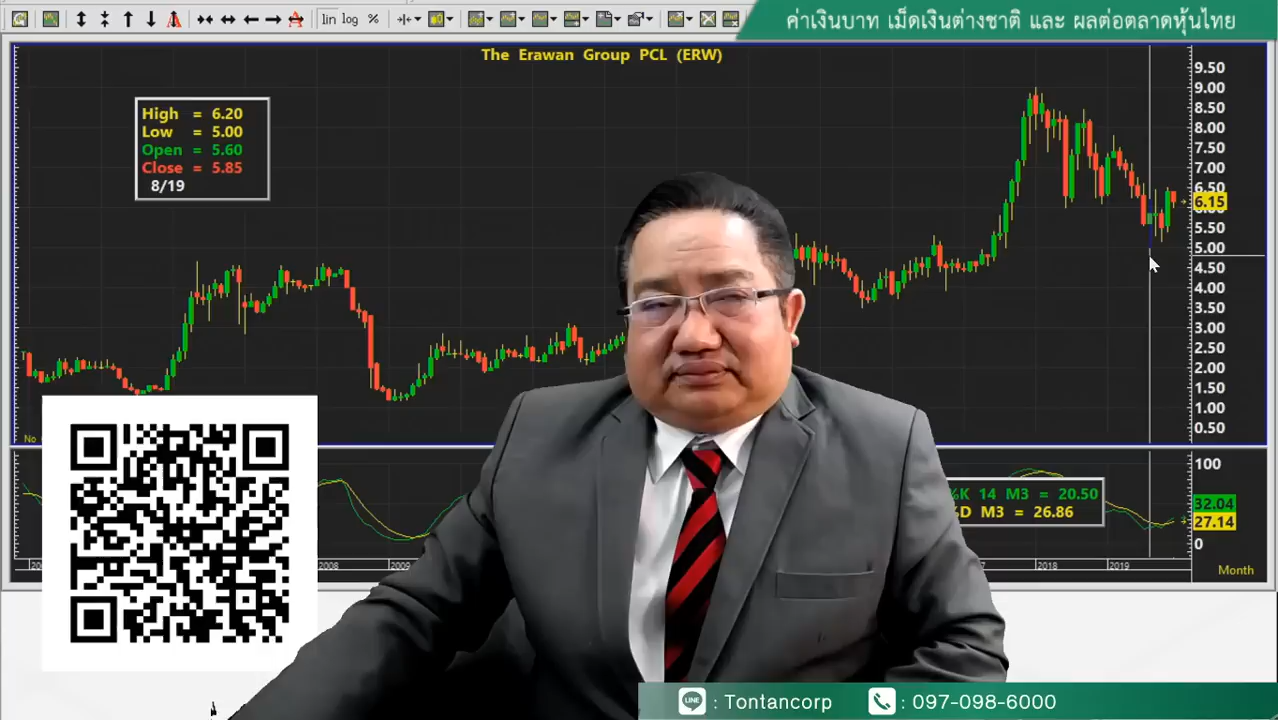 lin log %
ค่าเงินบาท เม็ดเงินต่างชาติ และ ผลต่อตลาดหุ้นไทย
The Erawan Group PCL (ERW)
High = 6.20
Low = 5.00
Open = 5.60
Close = 5.85
8/19
9.50
9.00
8.50
8.00
7.50
7.00
6.50
6.15
6.00
5.50
5.00
4.50
4.00
3.50
3.00
2.50
2.00
1.50
1.00
0.50
No
100
%K 14 M3 = 20.50
%D M3 = 26.86
32.04
27.14
0
2008
2009
2018
2019
Month
LINE : Tontancorp
: 097-098-6000